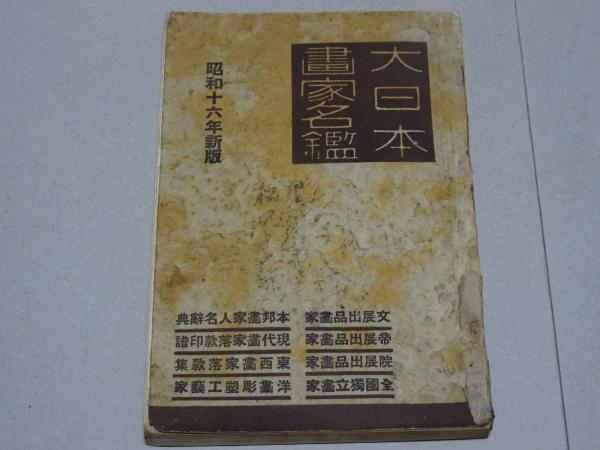 大日本
畫家名鑑
昭和十六年新版
文展出品畫家
帝展出品畫家
院展出品畫家
全國獨立畫家
本邦畫家人名辭典
現代畫家落款印譜
東西畫家落款集
洋畫彫塑工藝家